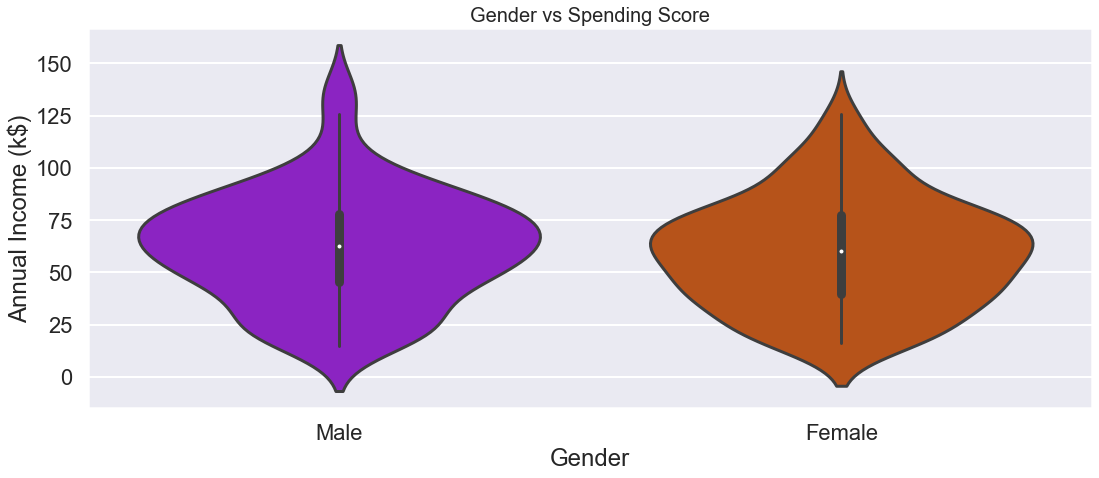 Gender vs Spending Score
Annual Income (k$)
150
125
100
75
50
25
0
Male
Female
Gender